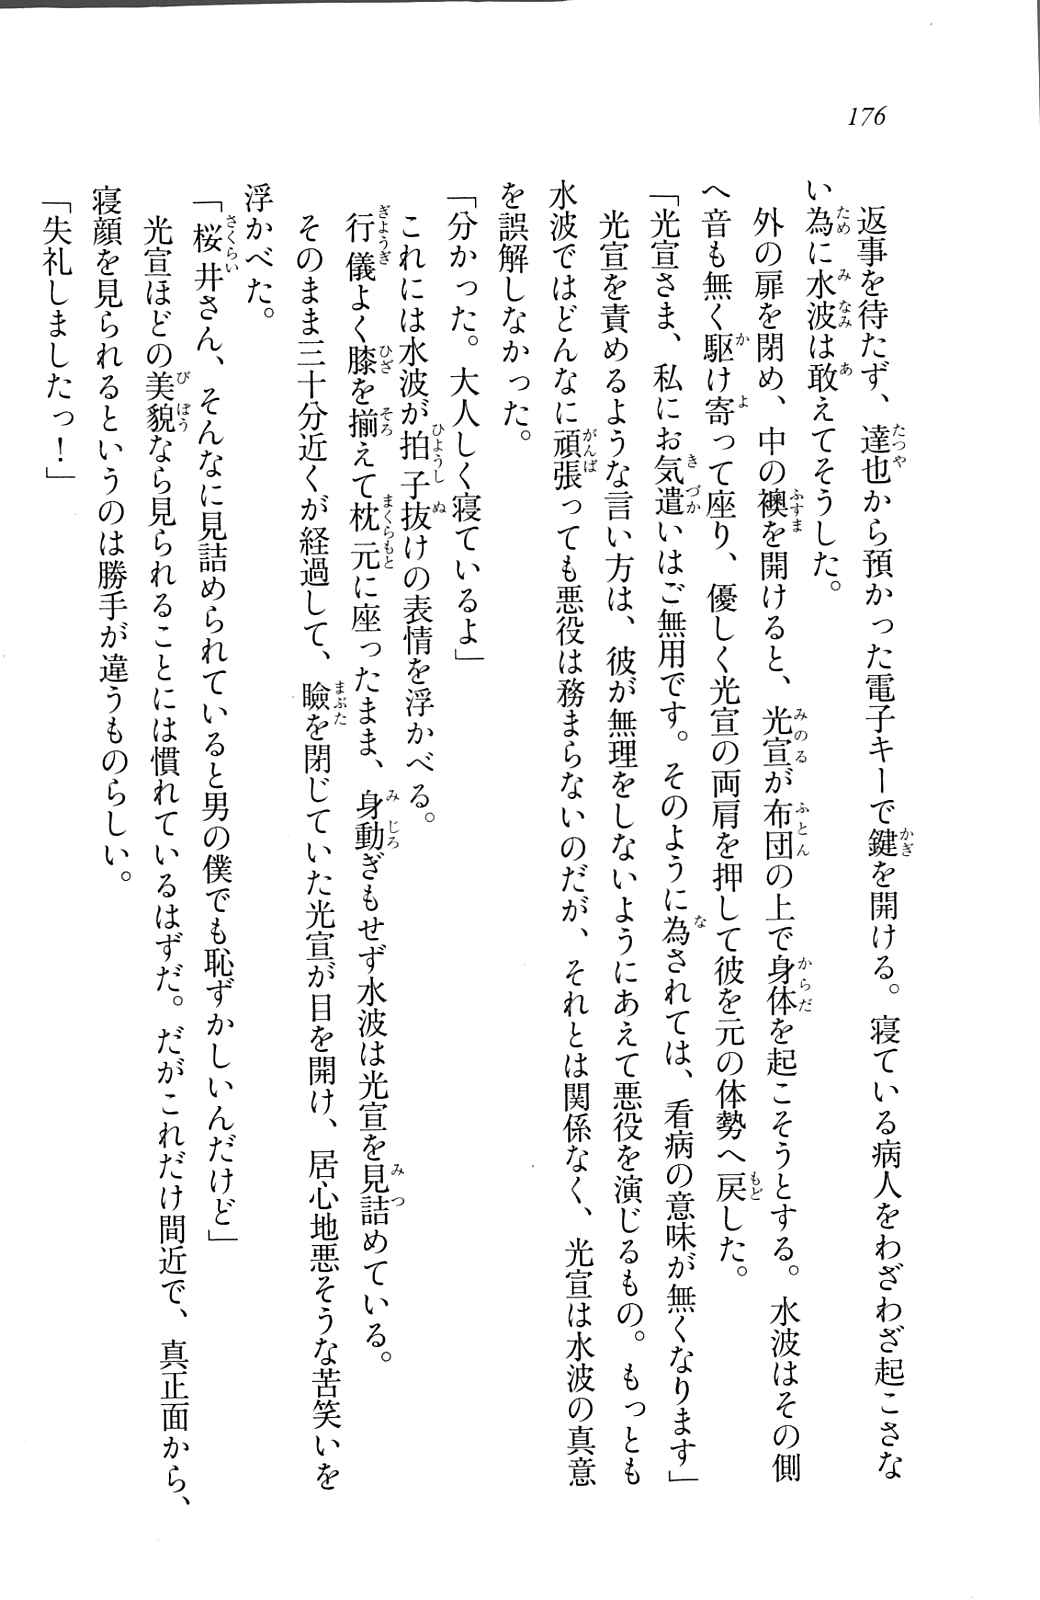 176
返事を待たず、達也から預かった電子キーで鍵を開ける。寝ている病人をわざわざ起こさな
い為に水波は敢えてそうした。
外の扉を閉め、中の襖を開けると、光宣が布団の上で身体を起こそうとする。水波はその側
へ音も無く駆け寄って座り、優しく光宣の両肩を押して彼を元の体勢へ戻した。
「光宣さま、私にお気遣いはご無用です。そのように為されては、看病の意味が無くなります」
光宣を責めるような言い方は、彼が無理をしないようにあえて悪役を演じるもの。もっとも
水波ではどんなに頑張っても悪役は務まらないのだが、それとは関係なく、光宣は水波の真意
を誤解しなかった。
「分かった。大人しく寝ているよ」
これには水波が拍子抜けの表情を浮かべる。
行儀よく膝を揃えて枕元に座ったまま、身動ぎもせず水波は光宣を見詰めている。
そのまま三十分近くが経過して、瞼を閉じていた光宣が目を開け、居心地悪そうな苦笑いを
浮かべた。
「桜井さん、そんなに見詰められていると男の僕でも恥ずかしいんだけど」
光宣ほどの美貌なら見られることには慣れているはずだ。だがこれだけ間近で、真正面から、
寝顔を見られるというのは勝手が違うものらしい。
「失礼しましたっ！」